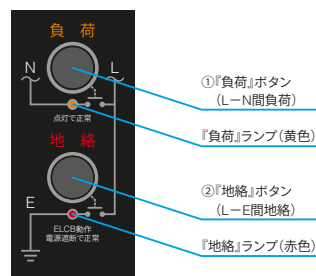 負 荷
N L
点灯で正常
地 絡
E
ELCB動作
電源遮断で正常
①『負荷』ボタン
（L－N間負荷）
『負荷』ランプ（黄色）
②『地絡』ボタン
（L－E間地絡）
『地絡』ランプ（赤色）